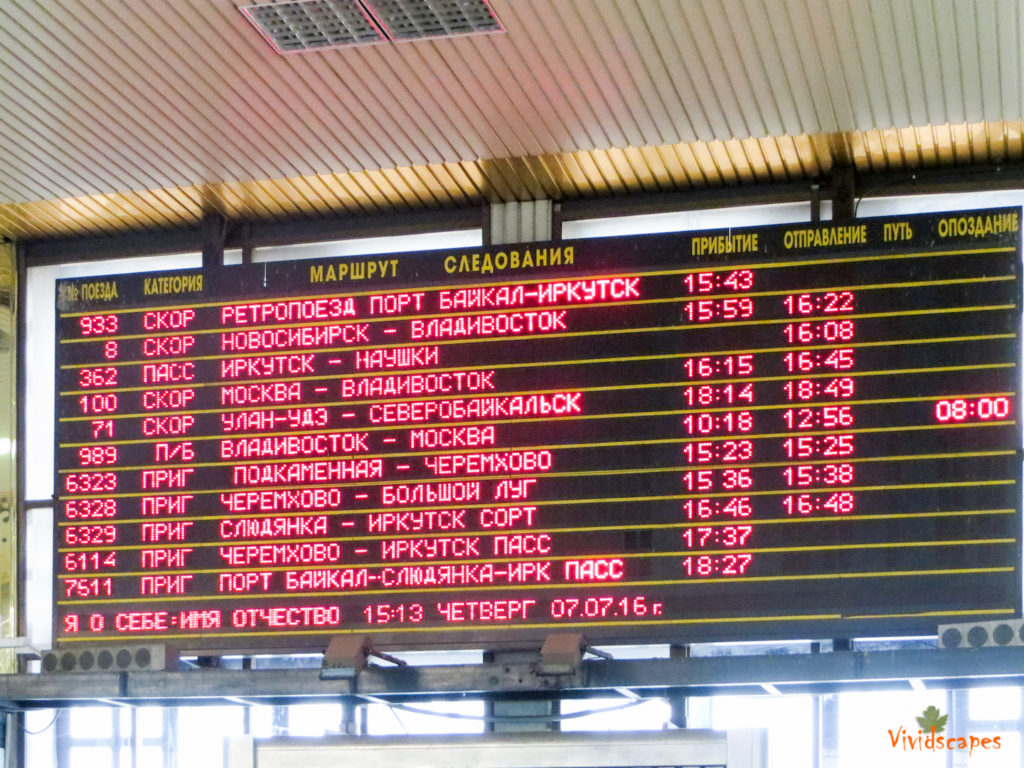 № ПОЕЗДА КАТЕГОРИЯ МАРШРУТ СЛЕДОВАНИЯ ПРИБЫТИЕ ОТПРАВЛЕНИЕ ПУТЬ ОПОЗДАНИЕ
933 СКОР РЕТРОПОЕЗД ПОРТ БАЙКАЛ-ИРКУТСК 15:43
8 СКОР НОВОСИБИРСК - ВЛАДИВОСТОК 15:59 16:22
362 ПАСС ИРКУТСК - НАУШКИ 16:08
100 СКОР МОСКВА - ВЛАДИВОСТОК 16:15 16:45
71 СКОР УЛАН-УДЭ - СЕВЕРОБАЙКАЛЬСК 18:14 18:49
989 П/Б ВЛАДИВОСТОК - МОСКВА 10:18 12:56 08:00
6323 ПРИГ ПОДКАМЕННАЯ - ЧЕРЕМХОВО 15:23 15:25
6328 ПРИГ ЧЕРЕМХОВО - БОЛЬШОЙ ЛУГ 15 36 15:38
6329 ПРИГ СЛЮДЯНКА - ИРКУТСК СОРТ 16:46 16:48
6114 ПРИГ ЧЕРЕМХОВО - ИРКУТСК ПАСС 17:37
7511 ПРИГ ПОРТ БАЙКАЛ-СЛЮДЯНКА-ИРК ПАСС 18:27
Я О СЕБЕ:ИМЯ ОТЧЕСТВО 15:13 ЧЕТВЕРГ 07.07.16 г.
Vividscapes